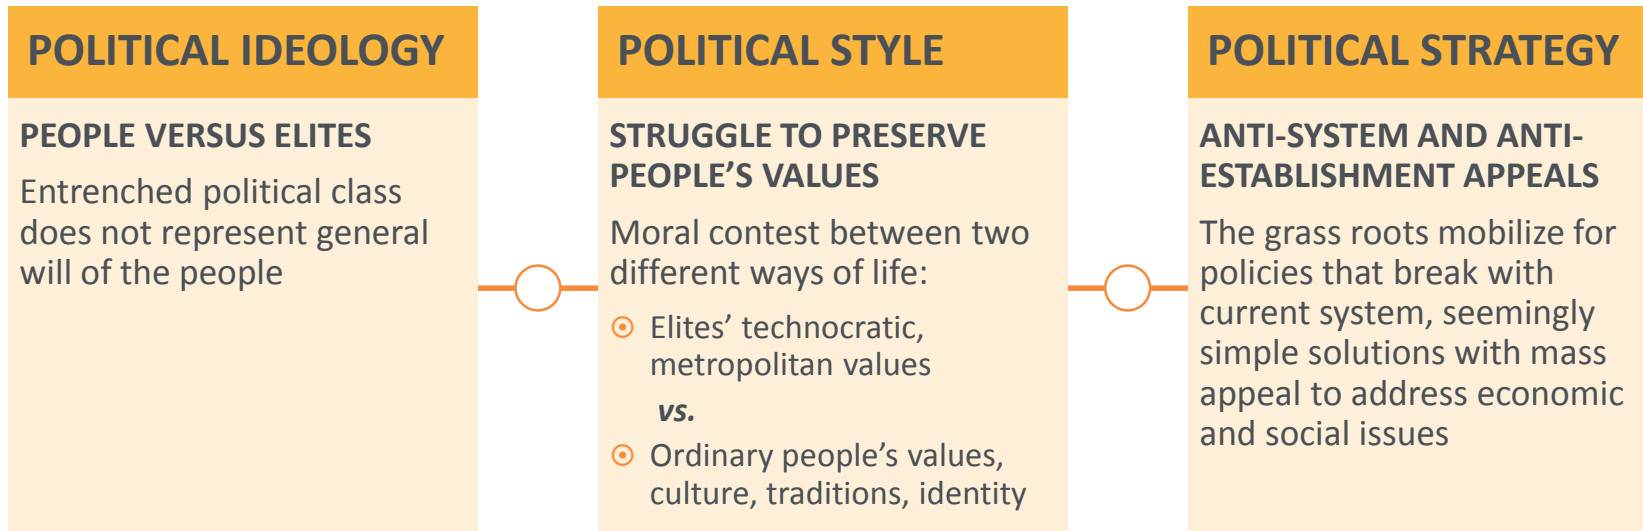 POLITICAL IDEOLOGY
PEOPLE VERSUS ELITES
Entrenched political class
does not represent general
will of the people
POLITICAL STYLE
STRUGGLE TO PRESERVE
PEOPLE’S VALUES
Moral contest between two
different ways of life:
Elites’ technocratic,
metropolitan values
vs.
Ordinary people’s values,
culture, traditions, identity
POLITICAL STRATEGY
ANTI-SYSTEM AND ANTI-
ESTABLISHMENT APPEALS
The grass roots mobilize for
policies that break with
current system, seemingly
simple solutions with mass
appeal to address economic
and social issues